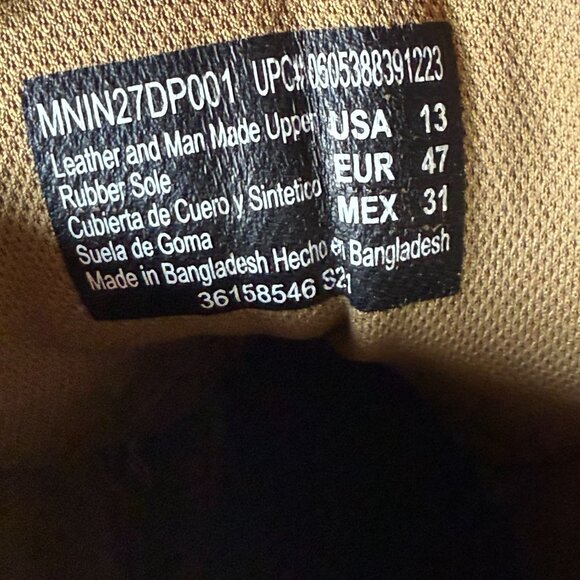 MNIN27DP001 UPC# 0605388391223
Leather and Man Made Upper
Rubber Sole
Cubierta de Cuero y Sintetico
Suela de Goma
USA 13
EUR 47
MEX 31
Made in Bangladesh Hecho en Bangladesh
36158546 S21